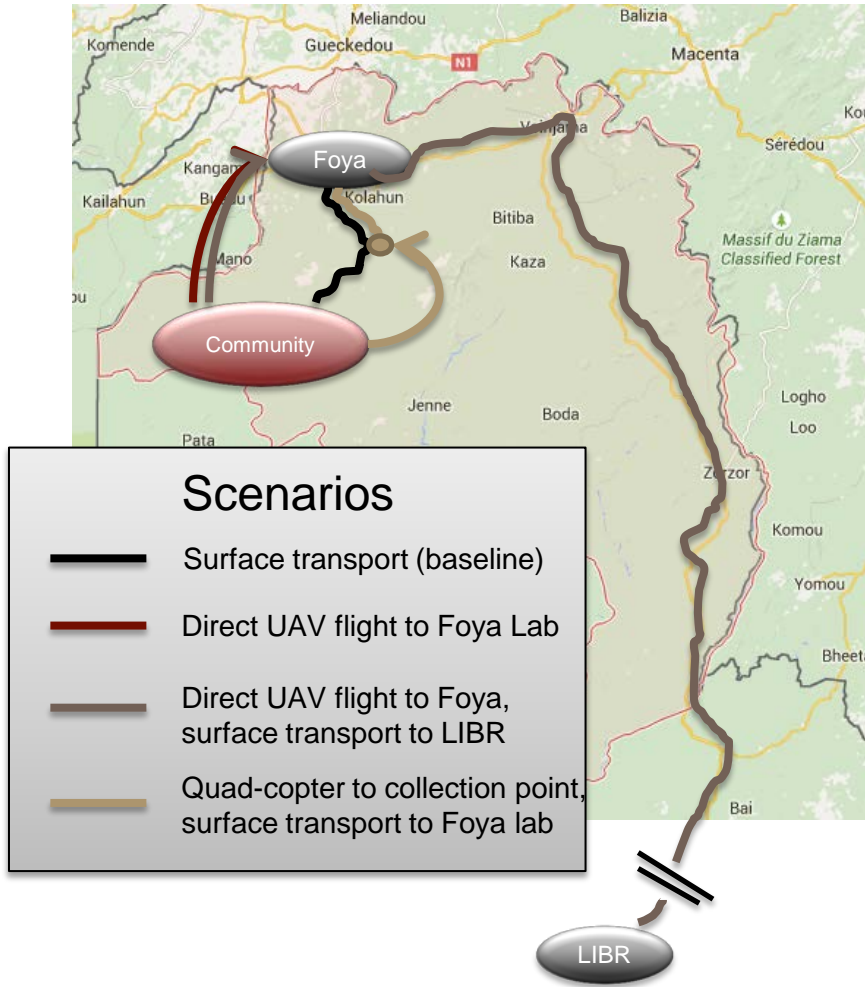 Meliandou
Balizia
Komende
Gueckedou
Macenta
N1
Foya
Sérédou
Kailahun
Kolahun
Bitiba
Massif du Ziama
Classified Forest
Mano
Kaza
Community
Jenne
Boda
Logho
Loo
Pata
Zorzor
Scenarios
Surface transport (baseline)
Komou
Direct UAV flight to Foya Lab
Yomou
Direct UAV flight to Foya,
surface transport to LIBR
Quad-copter to collection point,
surface transport to Foya lab
Bai
LIBR